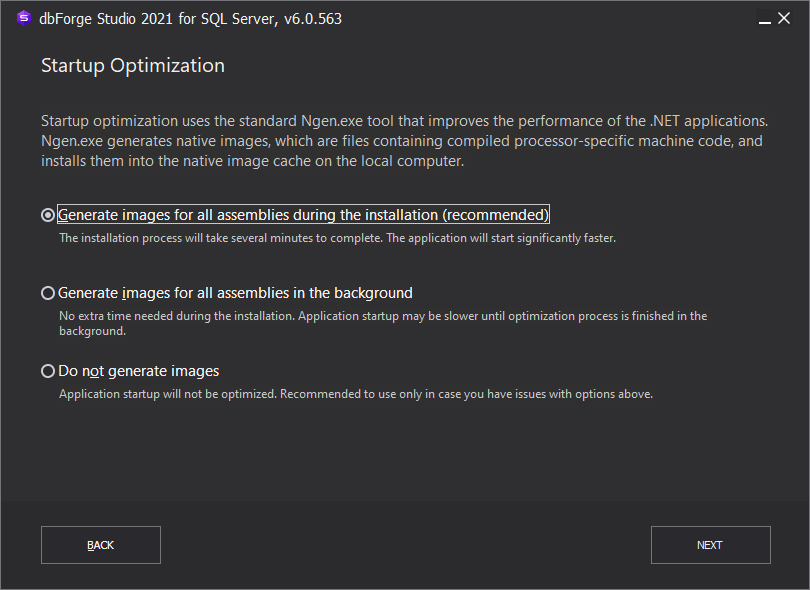 dbForge Studio 2021 for SQL Server, v6.0.563
Startup Optimization
Startup optimization uses the standard Ngen.exe tool that improves the performance of the .NET applications.
Ngen.exe generates native images, which are files containing compiled processor-specific machine code, and
installs them into the native image cache on the local computer.
Generate images for all assemblies during the installation (recommended)
The installation process will take several minutes to complete. The application will start significantly faster.
Generate images for all assemblies in the background
No extra time needed during the installation. Application startup may be slower until optimization process is finished in the
background.
Do not generate images
Application startup will not be optimized. Recommended to use only in case you have issues with options above.
BACK
NEXT